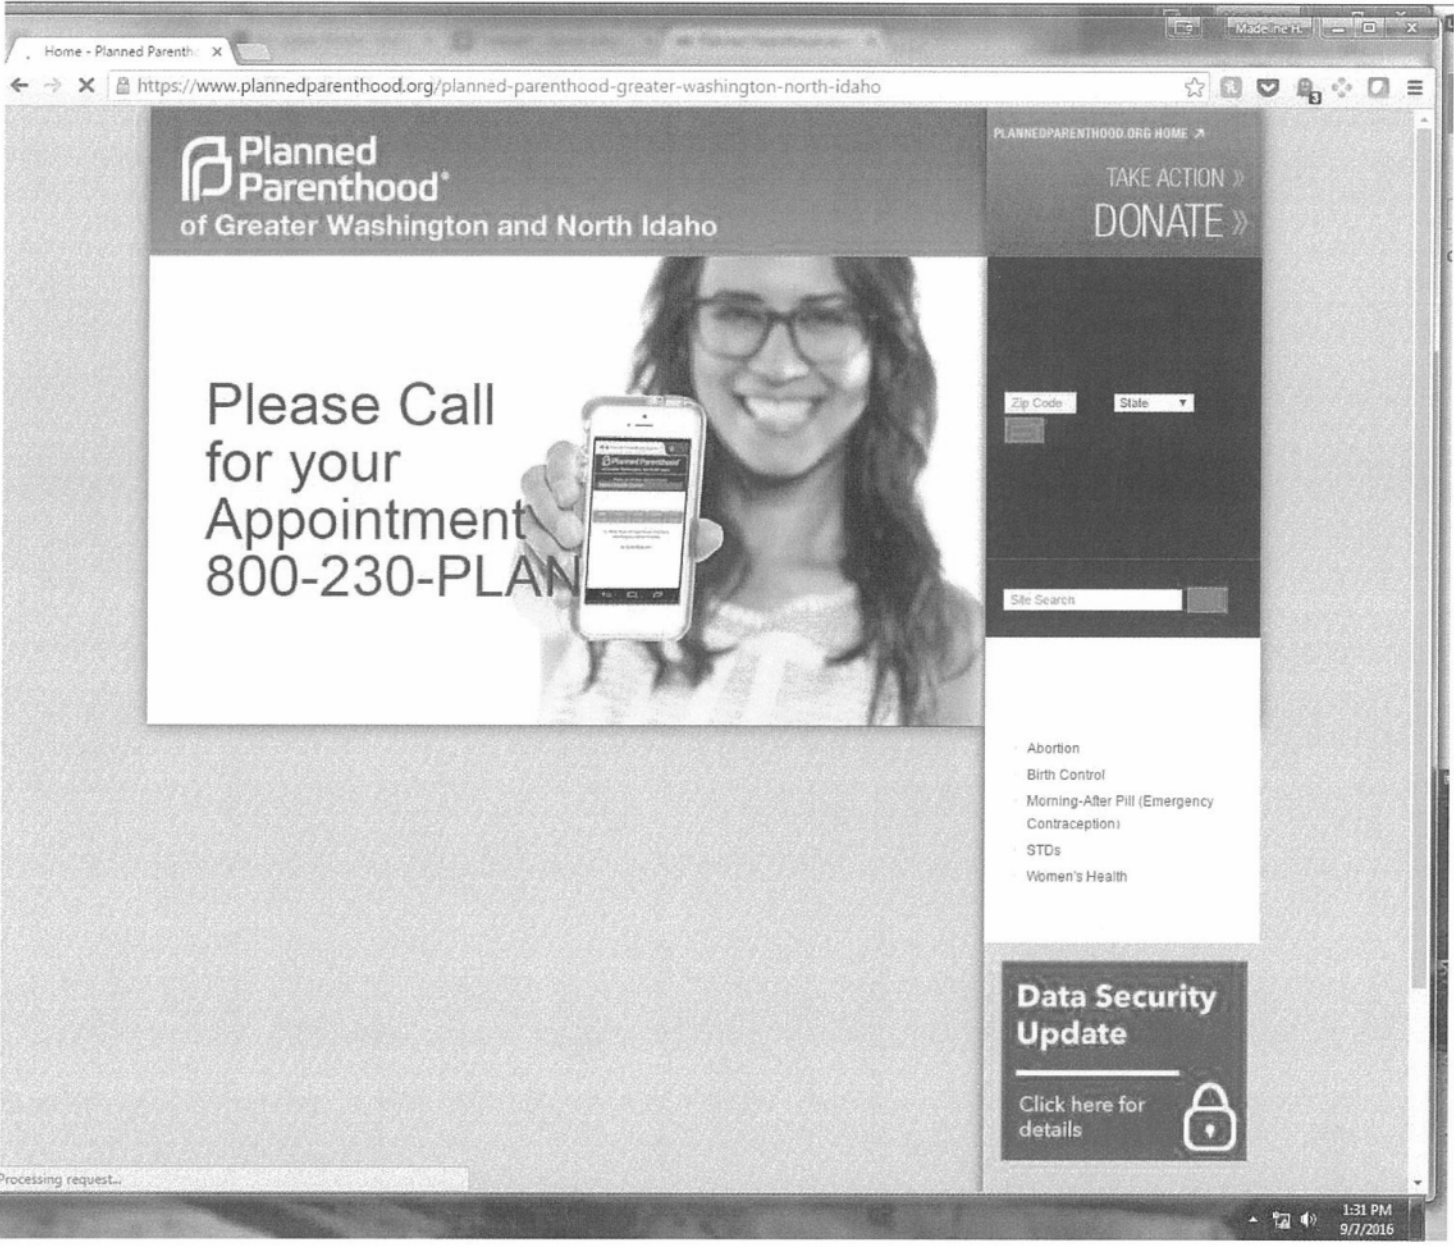 Madeline H.
Home - Planned Parenth
https://www.plannedparenthood.org/planned-parenthood-greater-washington-north-idaho
3
Planned
Parenthood®
of Greater Washington and North Idaho
PLANNEDPARENTHOOD.ORG HOME
TAKE ACTION »
DONATE »
Please Call
for your
Appointment
800-230-PLAN
Planned Parenthood
Zip Code
State
Site Search
Abortion
Birth Control
Morning-After Pill (Emergency
Contraception)
STDs
Women's Health
Data Security
Update
Click here for
details
Processing request...
1:31 PM
9/7/2016